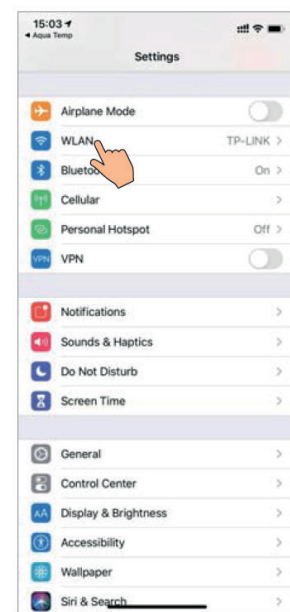 15:03
◀ Aqua Temp
Settings
Airplane Mode
WLAN TP-LINK >
Bluetoo On >
Cellular >
Personal Hotspot Off >
VPN VPN
Notifications >
Sounds & Haptics >
Do Not Disturb >
Screen Time >
General >
Control Center >
AA Display & Brightness >
Accessibility >
Wallpaper >
Siri & Search >